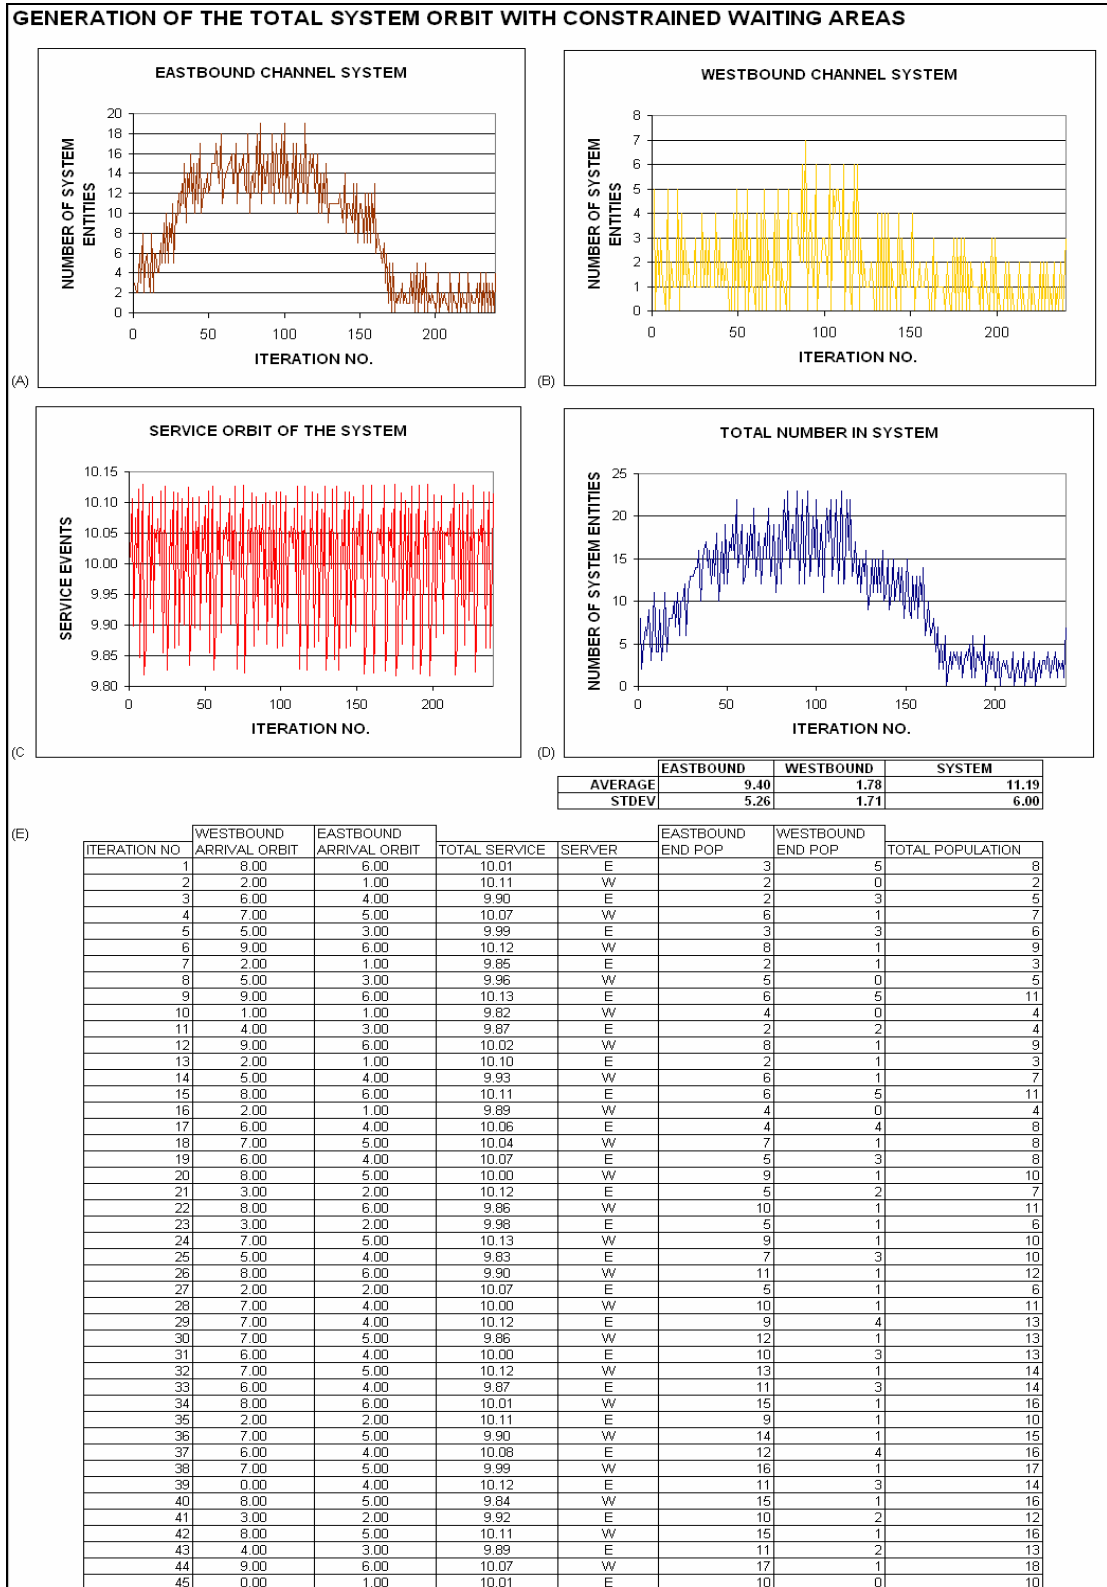 GENERATION OF THE TOTAL SYSTEM ORBIT WITH CONSTRAINED WAITING AREAS
EASTBOUND CHANNEL SYSTEM
NUMBER OF SYSTEM ENTITIES
20
18
16
14
12
10
8
6
4
2
0
0 50 100 150 200
ITERATION NO.
(A)
WESTBOUND CHANNEL SYSTEM
NUMBER OF SYSTEM ENTITIES
8
7
6
5
4
3
2
1
0
0 50 100 150 200
ITERATION NO.
(B)
SERVICE ORBIT OF THE SYSTEM
SERVICE EVENTS
10.15
10.10
10.05
10.00
9.95
9.90
9.85
9.80
0 50 100 150 200
ITERATION NO.
(C
TOTAL NUMBER IN SYSTEM
NUMBER OF SYSTEM ENTITIES
25
20
15
10
5
0
0 50 100 150 200
ITERATION NO.
(D)
EASTBOUND WESTBOUND SYSTEM
AVERAGE 9.40 1.78 11.19
STDEV 5.26 1.71 6.00
(E)
ITERATION NO WESTBOUND ARRIVAL ORBIT EASTBOUND ARRIVAL ORBIT TOTAL SERVICE SERVER EASTBOUND END POP WESTBOUND END POP TOTAL POPULATION
1 8.00 6.00 10.01 E 3 5 8
2 2.00 1.00 10.11 W 2 0 2
3 6.00 4.00 9.90 E 2 3 5
4 7.00 5.00 10.07 W 6 1 7
5 5.00 3.00 9.99 E 3 3 6
6 9.00 6.00 10.12 W 8 1 9
7 2.00 1.00 9.85 E 2 1 3
8 5.00 3.00 9.96 W 5 0 5
9 9.00 6.00 10.13 E 6 5 11
10 1.00 1.00 9.82 W 4 0 4
11 4.00 3.00 9.87 E 2 2 4
12 9.00 6.00 10.02 W 8 1 9
13 2.00 1.00 10.10 E 2 1 3
14 5.00 4.00 9.93 W 6 1 7
15 8.00 6.00 10.11 E 6 5 11
16 2.00 1.00 9.89 W 4 0 4
17 6.00 4.00 10.06 E 4 4 8
18 7.00 5.00 10.04 W 7 1 8
19 6.00 4.00 10.07 E 5 3 8
20 8.00 5.00 10.00 W 9 1 10
21 3.00 2.00 10.12 E 5 2 7
22 8.00 6.00 9.86 W 10 1 11
23 3.00 2.00 9.98 E 5 1 6
24 7.00 5.00 10.13 W 9 1 10
25 5.00 4.00 9.83 E 7 3 10
26 8.00 6.00 9.90 W 11 1 12
27 2.00 2.00 10.07 E 5 1 6
28 7.00 4.00 10.00 W 10 1 11
29 7.00 4.00 10.12 E 9 4 13
30 7.00 5.00 9.86 W 12 1 13
31 6.00 4.00 10.00 E 10 3 13
32 7.00 5.00 10.12 W 13 1 14
33 6.00 4.00 9.87 E 11 3 14
34 8.00 6.00 10.01 W 15 1 16
35 2.00 2.00 10.11 E 9 1 10
36 7.00 5.00 9.90 W 14 1 15
37 6.00 4.00 10.08 E 12 4 16
38 7.00 5.00 9.99 W 16 1 17
39 0.00 4.00 10.12 E 11 3 14
40 8.00 5.00 9.84 W 15 1 16
41 3.00 2.00 9.92 E 10 2 12
42 8.00 5.00 10.11 W 15 1 16
43 4.00 3.00 9.89 E 11 2 13
44 9.00 6.00 10.07 W 17 1 18
45 0.00 1.00 10.01 E 10 0 10